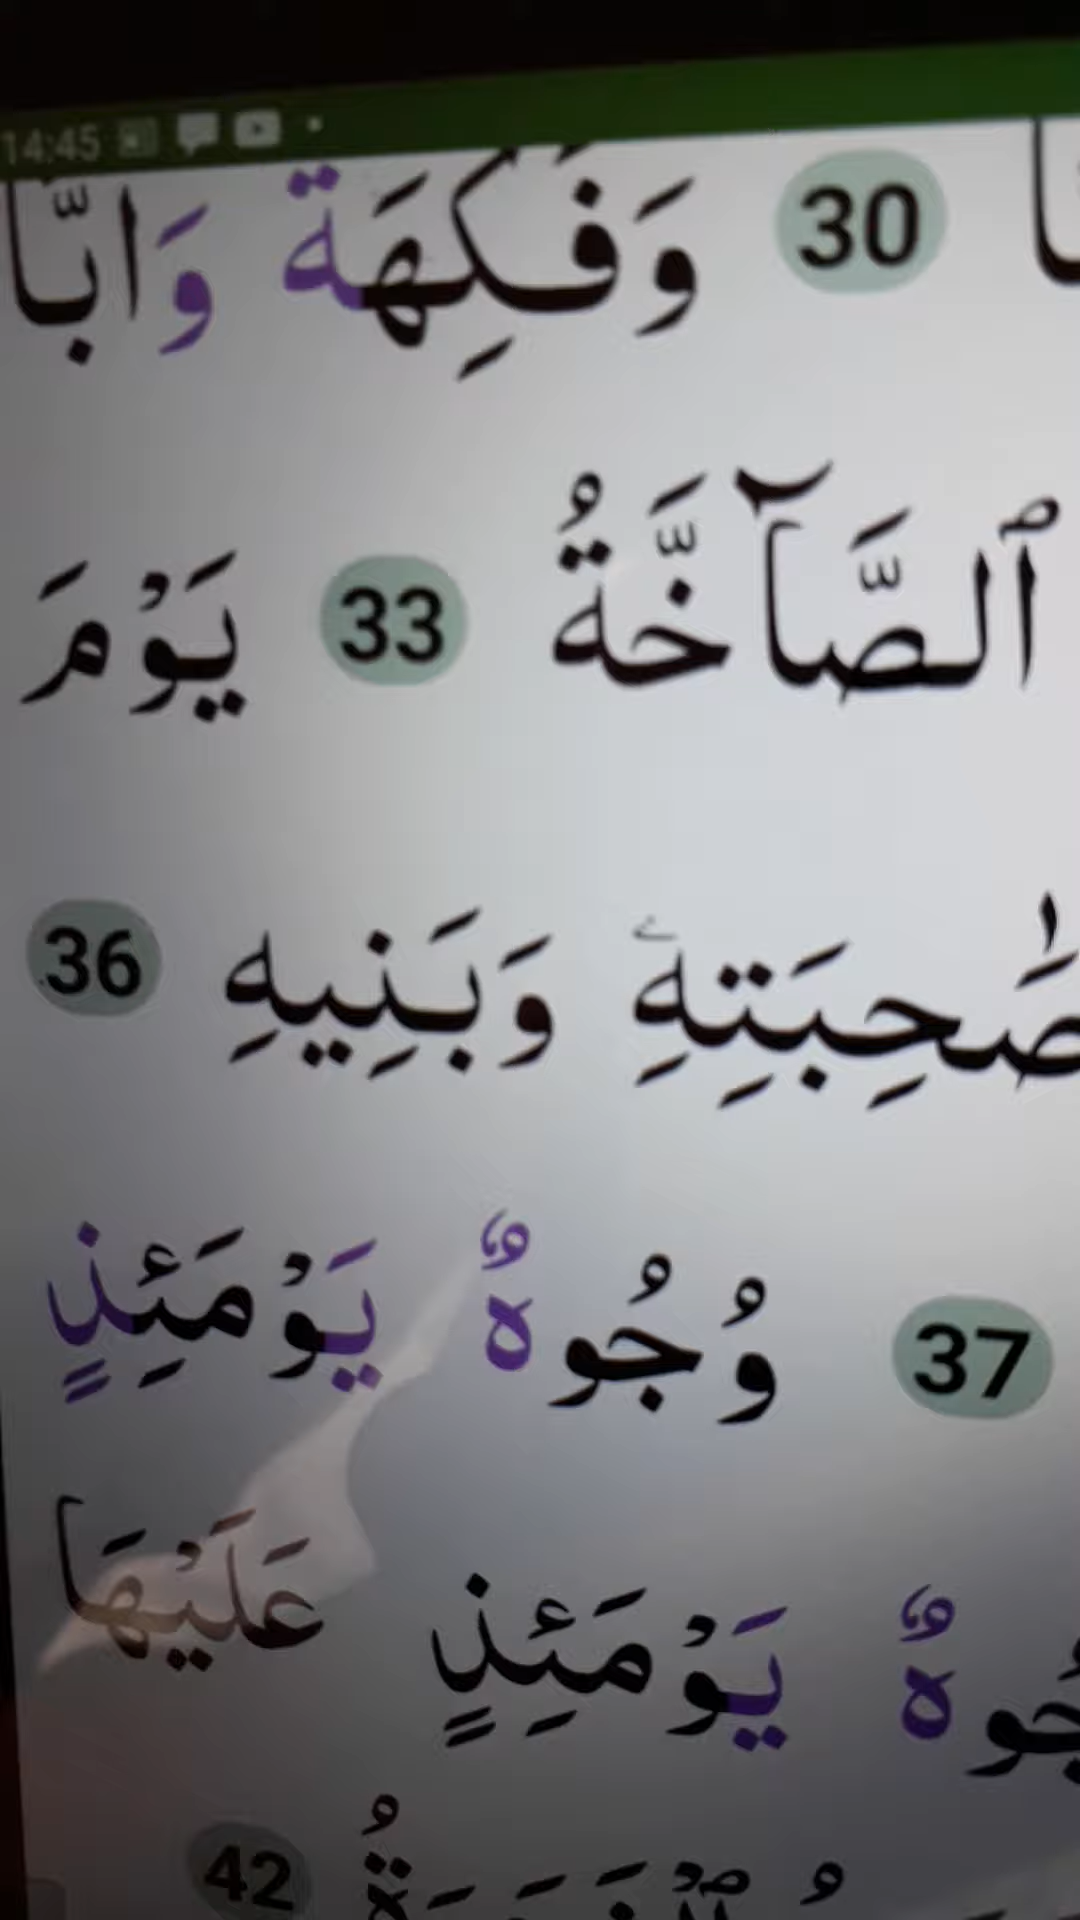 14:45
30 وَفَٰكِهَةً وَأَبًّا
ٱلصَّآخَّةُ 33 يَوْمَ
صَٰحِبَتِهِۦ وَبَنِيهِ 36
37 وُجُوهٌ يَوْمَئِذٍ
يَوْمَئِذٍ عَلَيْهَا
42